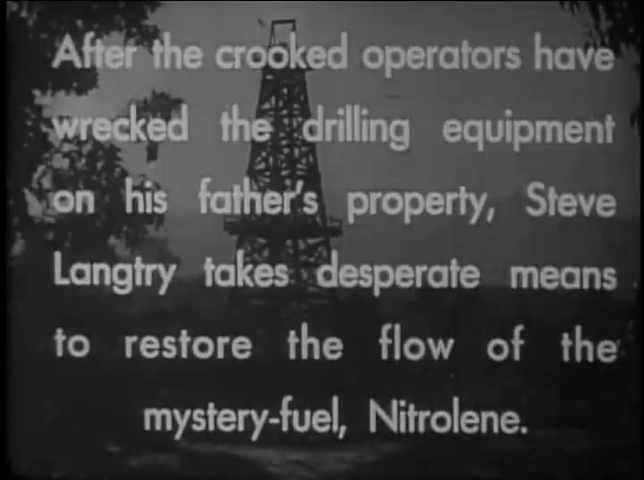 After the crooked operators have
wrecked the drilling equipment
on his father's property, Steve
Langtry takes desperate means
to restore the flow of the
mystery-fuel, Nitrolene.